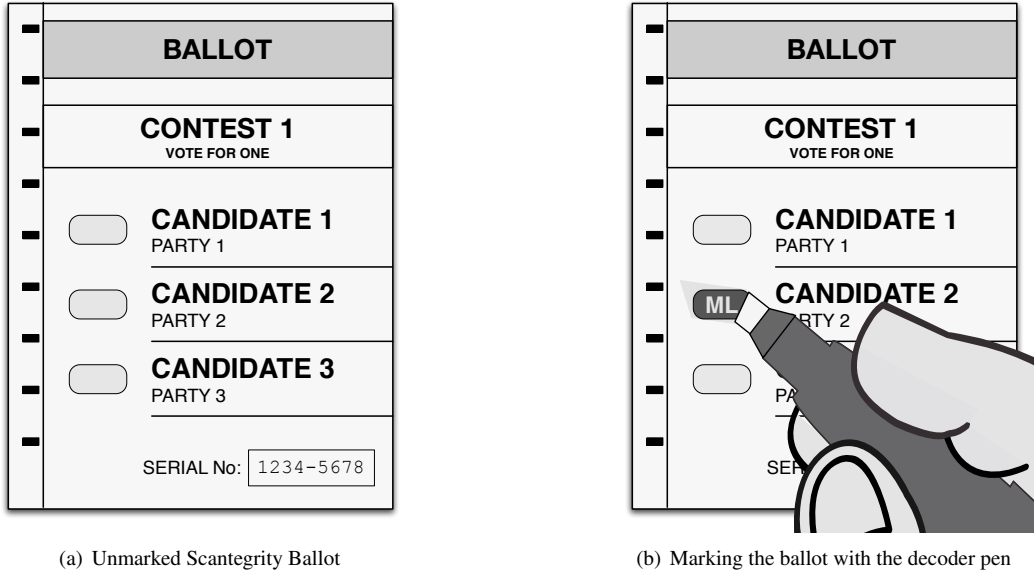 BALLOT
CONTEST 1
VOTE FOR ONE
CANDIDATE 1
PARTY 1
CANDIDATE 2
PARTY 2
CANDIDATE 3
PARTY 3
SERIAL No: 1234-5678
(a) Unmarked Scantegrity Ballot
BALLOT
CONTEST 1
VOTE FOR ONE
CANDIDATE 1
PARTY 1
ML CANDIDATE 2
(b) Marking the ballot with the decoder pen